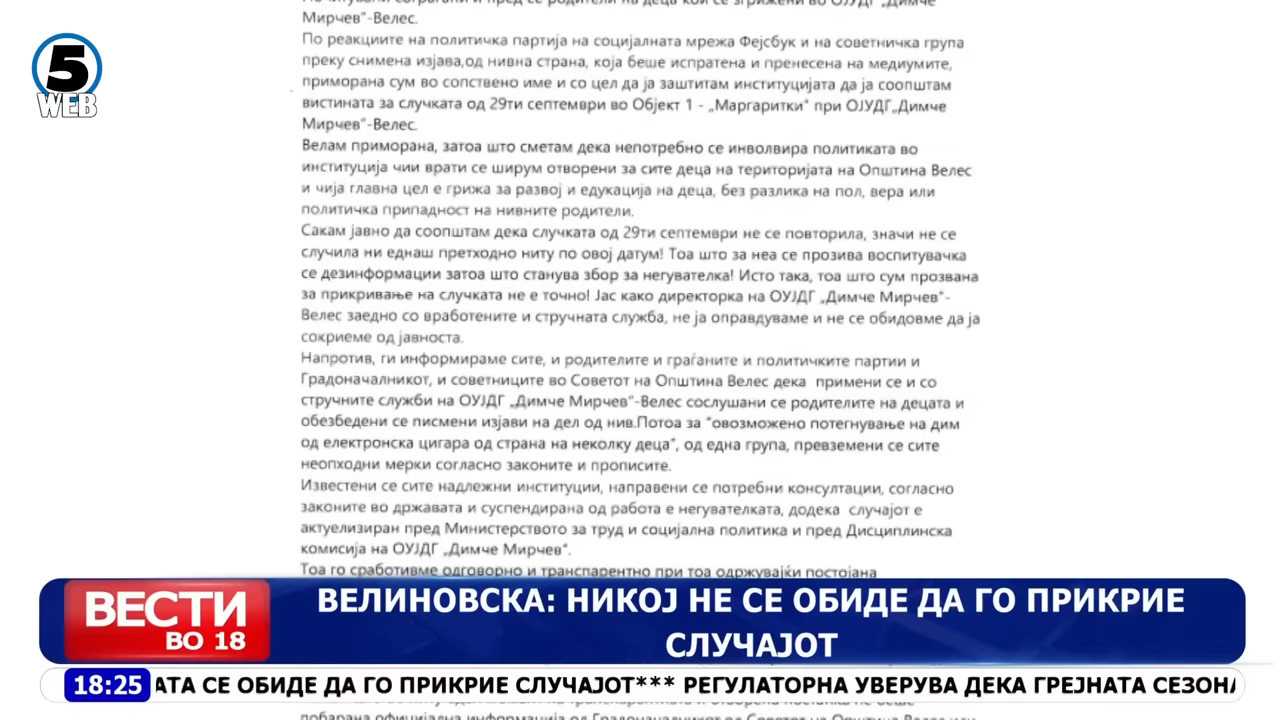 Мирчев"-Велес.
По реакциите на политичка партија на социјалната мрежа Фејсбук и на советничка група
преку снимена изјава,од нивна страна, која беше испратена и пренесена на медиумите,
приморана сум во сопствено име и со цел да ја заштитам институцијата да ја соопштам
вистината за случката од 29ти септември во Објект 1 - „Маргаритки" при ОЈУДГ„Димче
Мирчев"-Велес.
Велам приморана, затоа што сметам дека непотребно се инволвира политиката во
институција чии врати се ширум отворени за сите деца на територијата на Општина Велес
и чија главна цел е грижа за развој и едукација на деца, без разлика на пол, вера или
политичка припадност на нивните родители.
Сакам јавно да соопштам дека случката од 29ти септември не се повторила, значи не се
случила ни еднаш претходно ниту по овој датум! Тоа што за неа се прозива воспитувачка
се дезинформации затоа што станува збор за негувателка! Исто така, тоа што сум прозвана
за прикривање на случката не е точно! Јас како директорка на ОУЈДГ „Димче Мирчев"-
Велес заедно со вработените и стручната служба, не ја оправдуваме и не се обидовме да ја
сокриеме од јавноста.
Напротив, ги информираме сите, и родителите и граѓаните и политичките партии и
Градоначалникот, и советниците во Советот на Општина Велес дека примени се и со
стручните служби на ОУЈДГ „Димче Мирчев"-Велес сослушани се родителите на децата и
обезбедени се писмени изјави на дел од нив.Потоа за "овозможено потегнување на дим
од електронска цигара од страна на неколку деца", од една група, превземени се сите
неопходни мерки согласно законите и прописите.
Известени се сите надлежни институции, направени се потребни консултации, согласно
законите во државата и суспендирана од работа е негувателката, додека случајот е
актуелизиран пред Министерството за труд и социјална политика и пред Дисциплинска
комисија на ОУЈДГ „Димче Мирчев".
Тоа го сработивме одговорно и транспарентно при тоа одржувајќи постојана
5
WEB
ВЕСТИ
ВО 18
ВЕЛИНОВСКА: НИКОЈ НЕ СЕ ОБИДЕ ДА ГО ПРИКРИЕ
СЛУЧАЈОТ
18:25
АТА СЕ ОБИДЕ ДА ГО ПРИКРИЕ СЛУЧАЈОТ*** РЕГУЛАТОРНА УВЕРУВА ДЕКА ГРЕЈНАТА СЕЗОНА